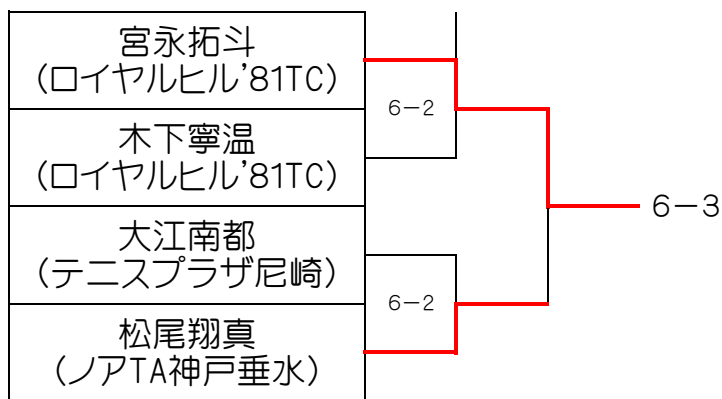 宮永拓斗
(ロイヤルヒル’81TC)
6−2
木下寧温
(ロイヤルヒル’81TC)
6−3
大江南都
(テニスプラザ尼崎)
6−2
松尾翔真
(ノアTA神戸垂水)